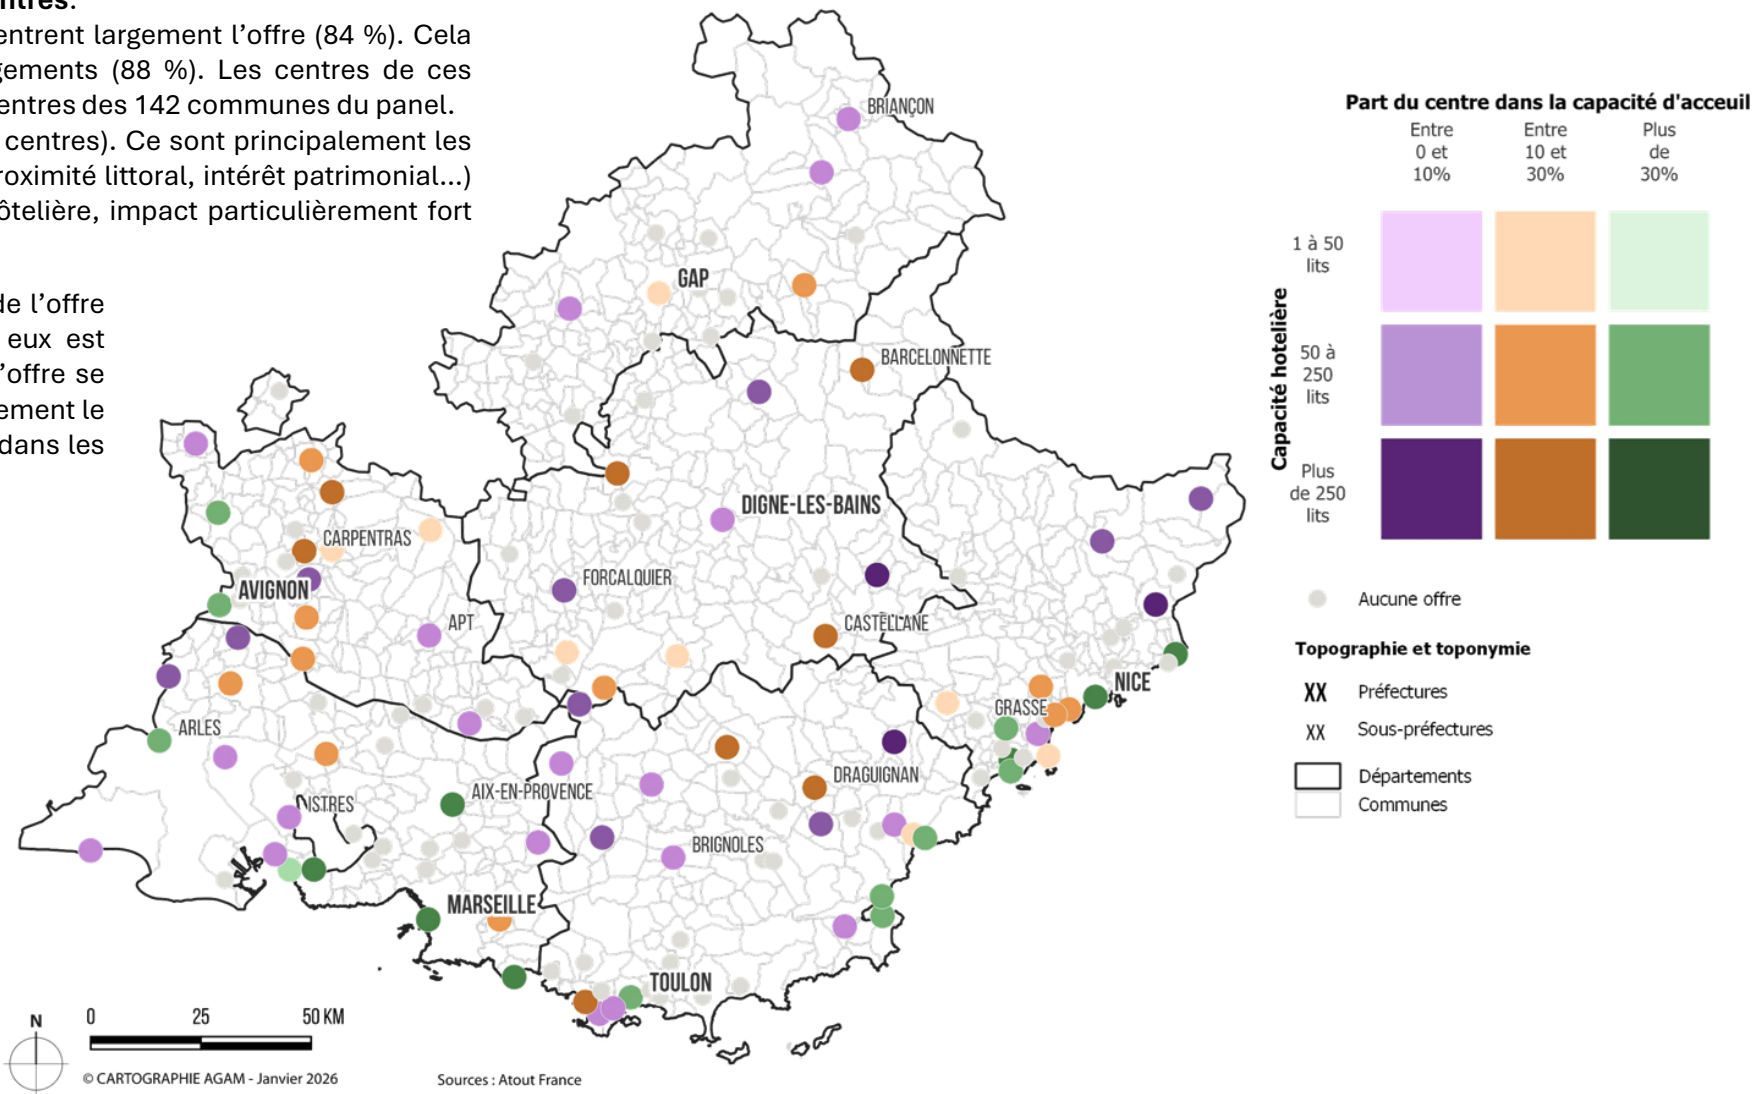 entrent largement l'offre (84 %). Cela
gements (88 %). Les centres de ces
entres des 142 communes du panel.
centres). Ce sont principalement les
roximité littoral, intérêt patrimonial...)
ôtelière, impact particulièrement fort
de l'offre
eux est
l'offre se
ement le
dans les
BRIANÇON
GAP
BARCELONNETTE
DIGNE-LES-BAINS
CARPENTRAS
FORCALQUIER
AVIGNON
APT
CASTELLANE
NICE
GRASSE
ARLES
DRAGUIGNAN
AIX-EN-PROVENCE
ISTRES
BRIGNOLES
MARSEILLE
TOULON
Part du centre dans la capacité d'acceuil
Entre 0 et 10%
Entre 10 et 30%
Plus de 30%
Capacité hotelière
1 à 50 lits
50 à 250 lits
Plus de 250 lits
Aucune offre
Topographie et toponymie
XX Préfectures
XX Sous-préfectures
Départements
Communes
N
0 25 50 KM
© CARTOGRAPHIE AGAM - Janvier 2026
Sources : Atout France